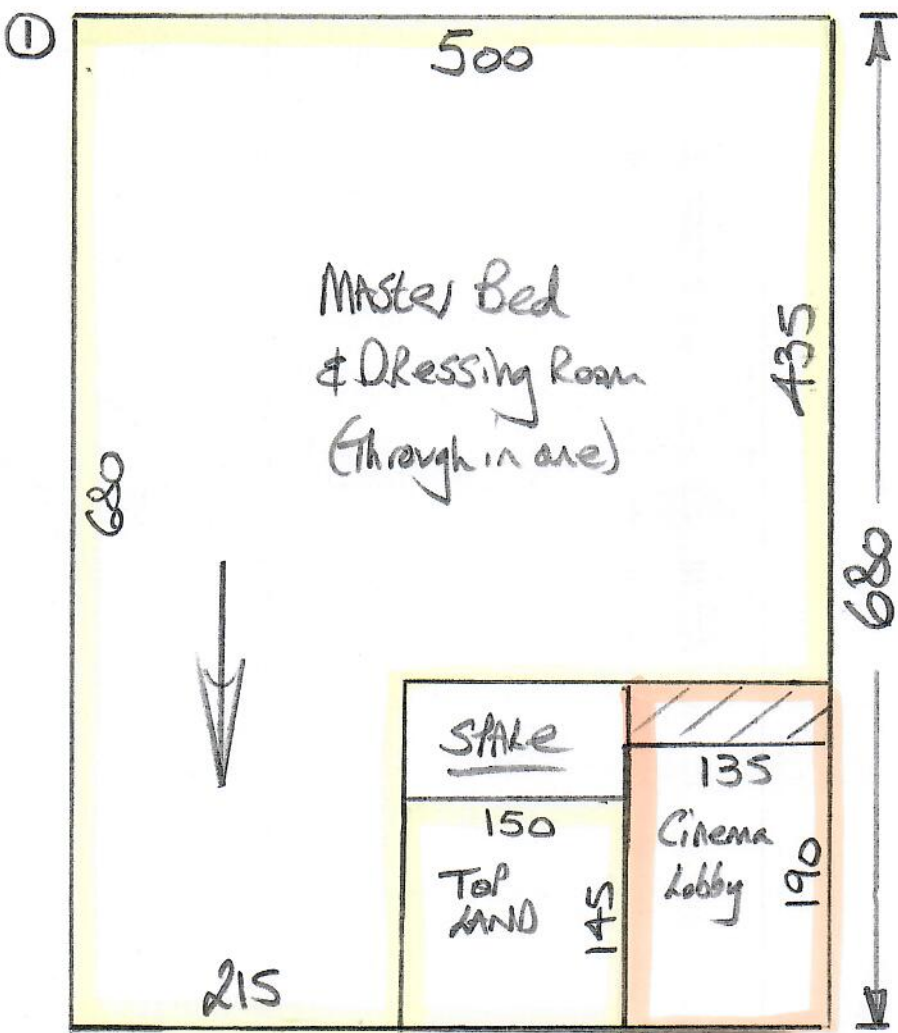 ①
500
MASter Bed
& DRessing Room
(Through in one)
435
680
680
SPARe
135
150
Cinema
Lobby
190
TOP
LAND
145
215